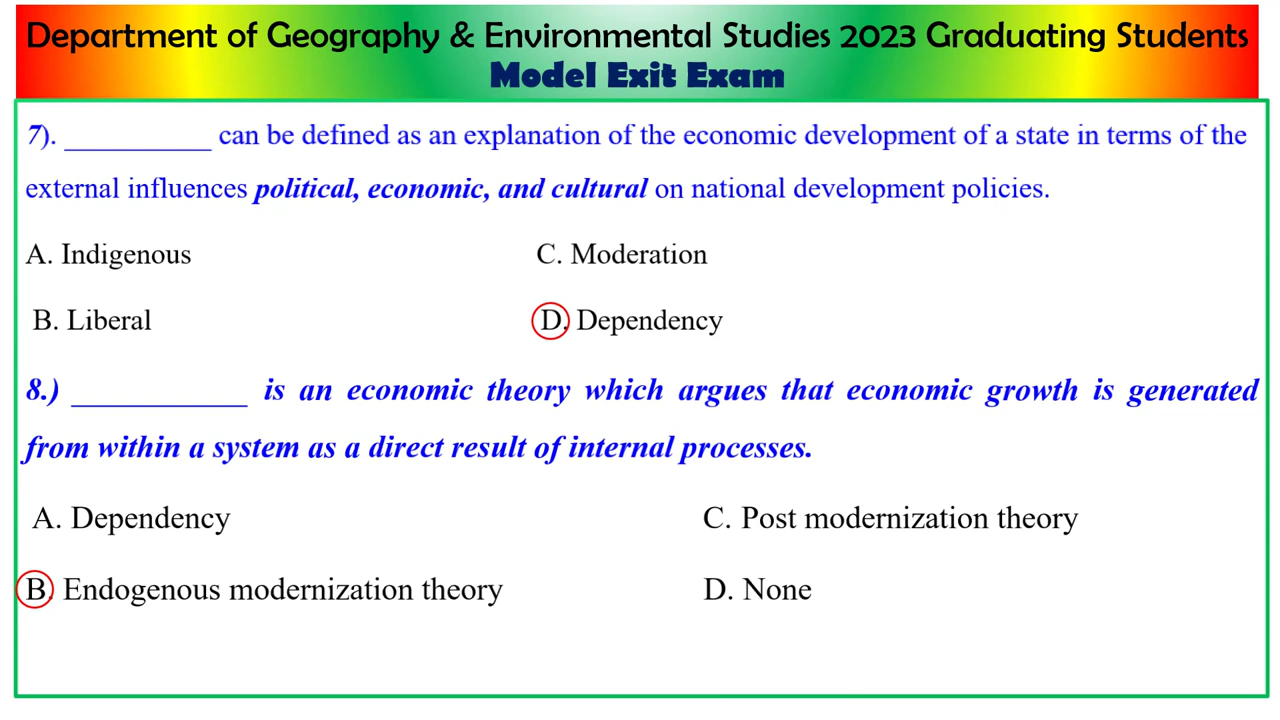 Department of Geography & Environmental Studies 2023 Graduating Students
Model Exit Exam
7). __________ can be defined as an explanation of the economic development of a state in terms of the
external influences political, economic, and cultural on national development policies.
A. Indigenous C. Moderation
B. Liberal D. Dependency
8.) ___________ is an economic theory which argues that economic growth is generated
from within a system as a direct result of internal processes.
A. Dependency C. Post modernization theory
B. Endogenous modernization theory D. None